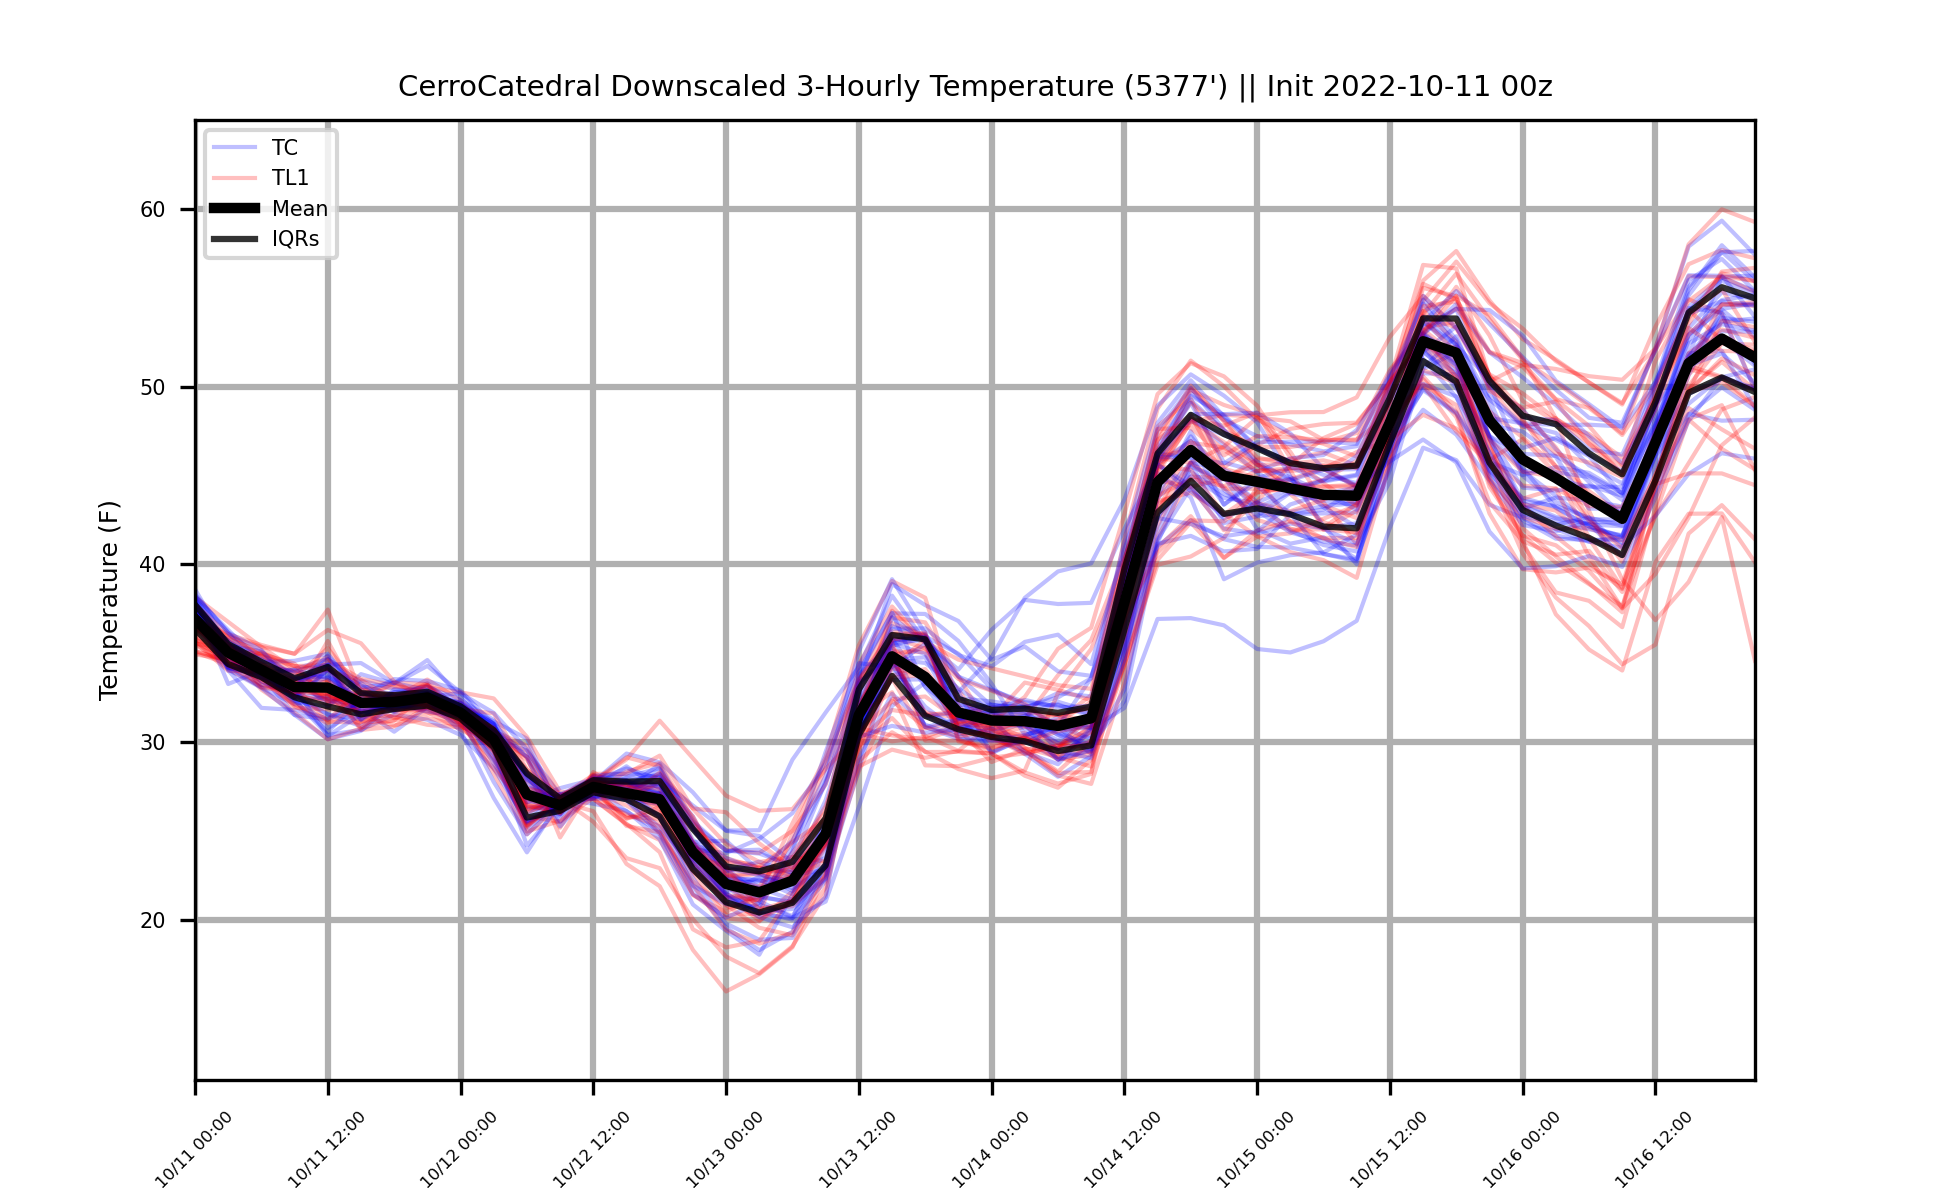 CerroCatedral Downscaled 3-Hourly Temperature (5377') || Init 2022-10-11 00z
TC
TL1
Mean
IQRs
Temperature (F)
60
50
40
30
20
10/11 00:00
10/11 12:00
10/12 00:00
10/12 12:00
10/13 00:00
10/13 12:00
10/14 00:00
10/14 12:00
10/15 00:00
10/15 12:00
10/16 00:00
10/16 12:00